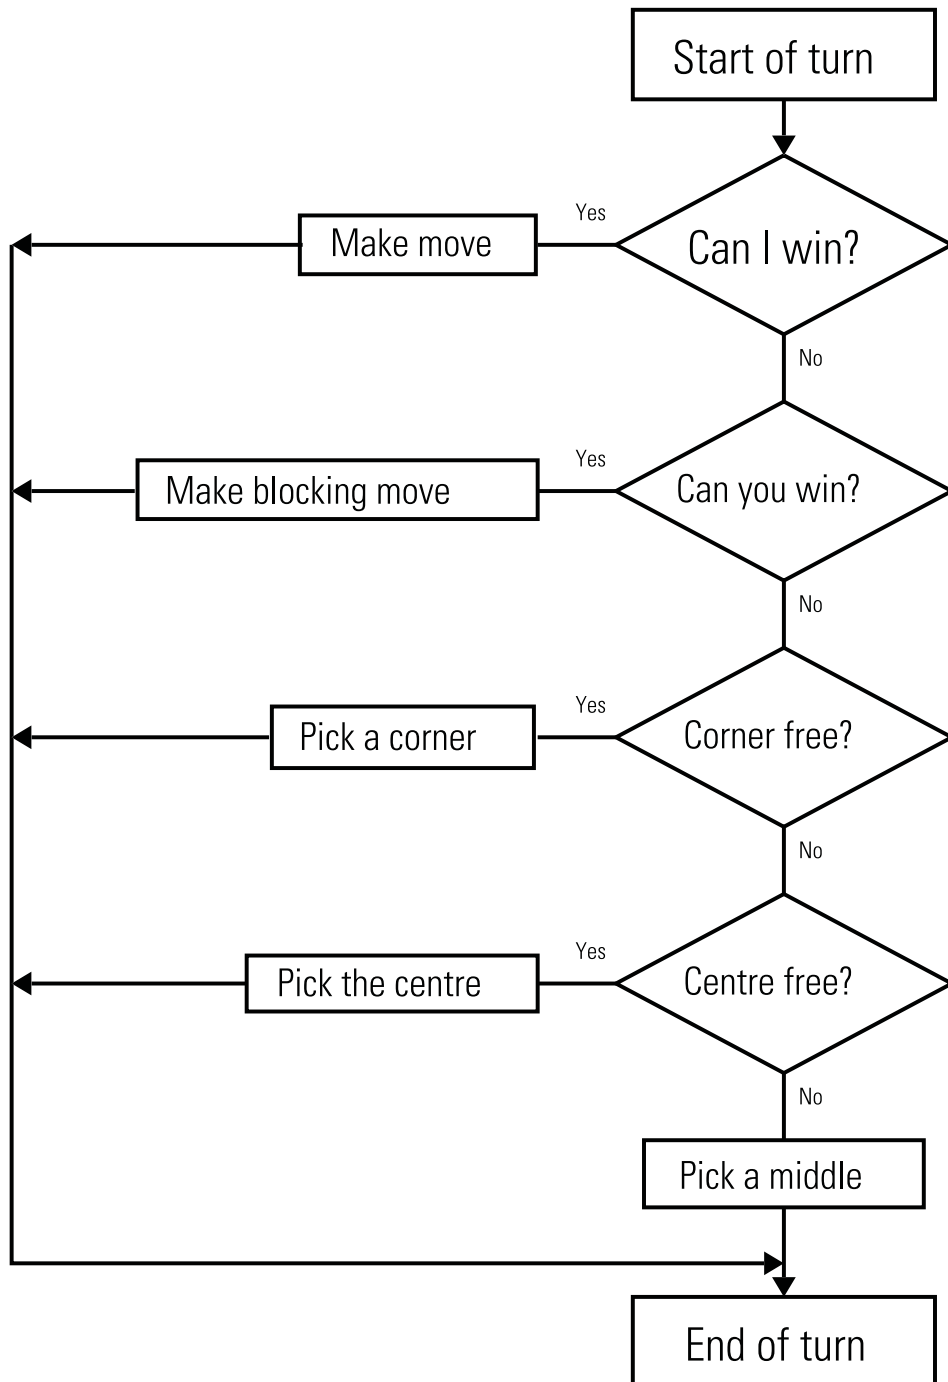 Start of turn
Can I win?
Yes
Make move
No
Can you win?
Yes
Make blocking move
No
Corner free?
Yes
Pick a corner
No
Centre free?
Yes
Pick the centre
No
Pick a middle
End of turn